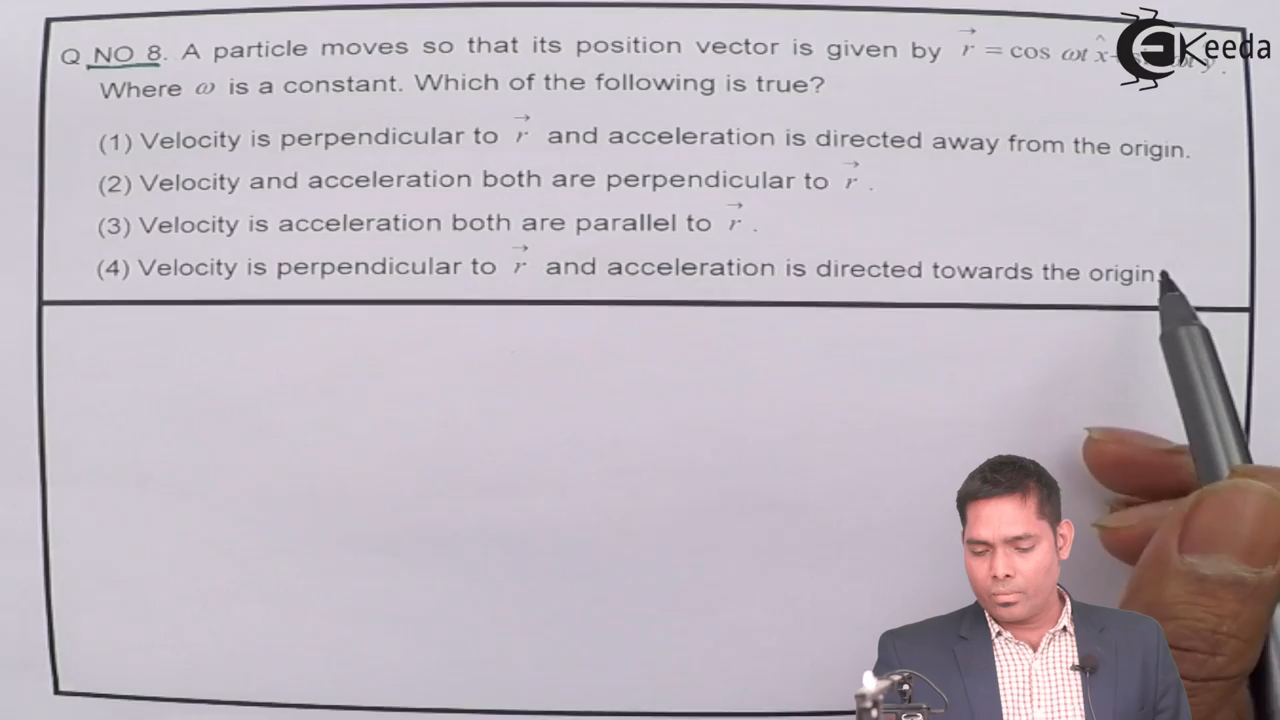 Q NO 8. A particle moves so that its position vector is given by r→ = cos ωt x̂
Ekeeda
Where ω is a constant. Which of the following is true?
(1) Velocity is perpendicular to r→ and acceleration is directed away from the origin.
(2) Velocity and acceleration both are perpendicular to r→ .
(3) Velocity is acceleration both are parallel to r→ .
(4) Velocity is perpendicular to r→ and acceleration is directed towards the origin